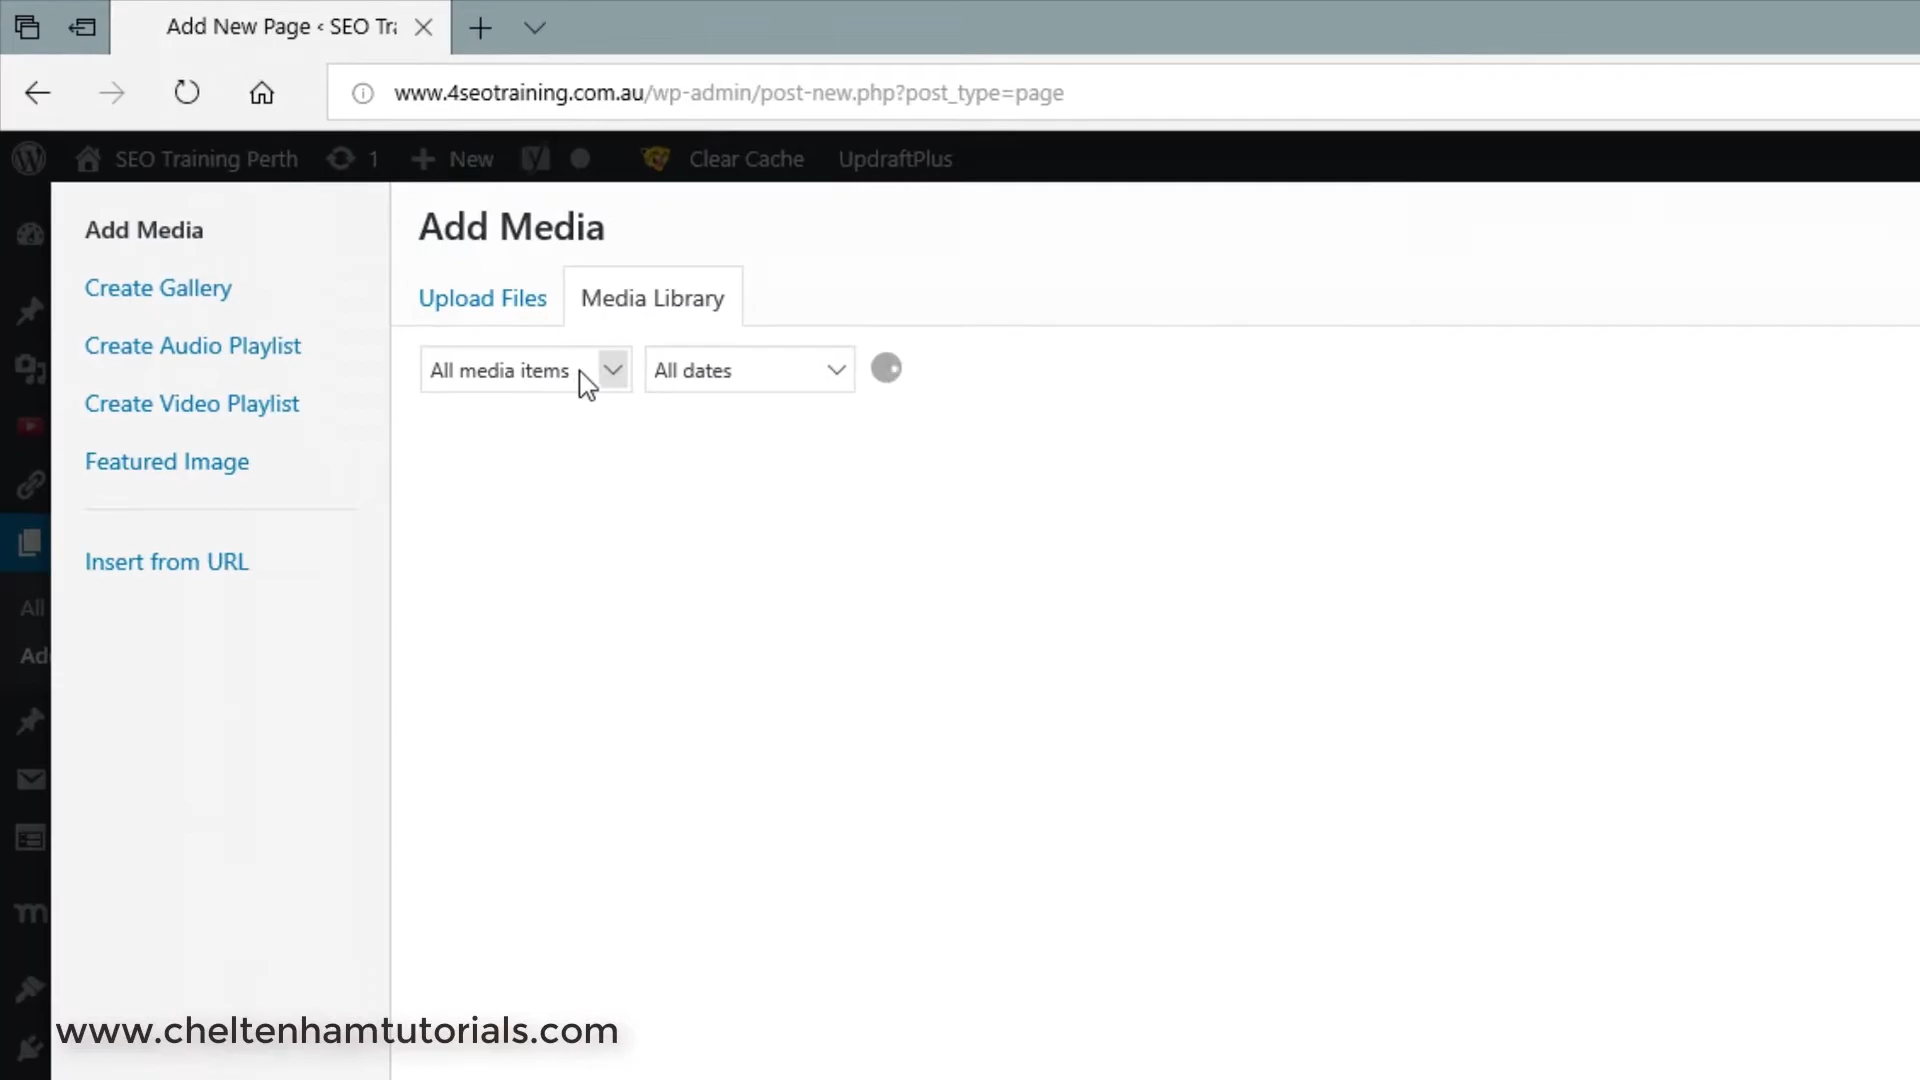 Add New Page ‹ SEO Tr
www.4seotraining.com.au/wp-admin/post-new.php?post_type=page
SEO Training Perth 1 New Clear Cache UpdraftPlus
Add Media
Create Gallery
Create Audio Playlist
Create Video Playlist
Featured Image
Insert from URL
Add Media
Upload Files Media Library
All media items All dates
All
Ad
www.cheltenhamtutorials.com